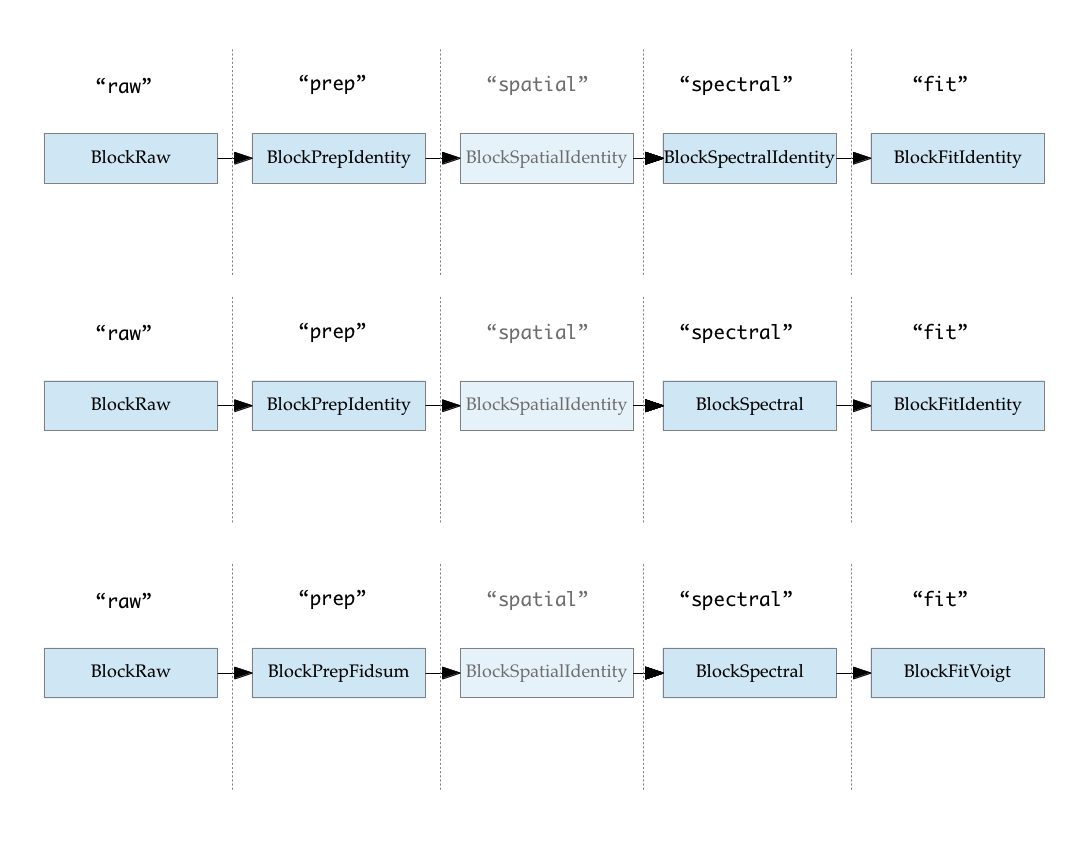 “raw” “prep” “spatial” “spectral” “fit”
BlockRaw BlockPrepIdentity BlockSpatialIdentity BlockSpectralIdentity BlockFitIdentity
“raw” “prep” “spatial” “spectral” “fit”
BlockRaw BlockPrepIdentity BlockSpatialIdentity BlockSpectral BlockFitIdentity
“raw” “prep” “spatial” “spectral” “fit”
BlockRaw BlockPrepFidsum BlockSpatialIdentity BlockSpectral BlockFitVoigt